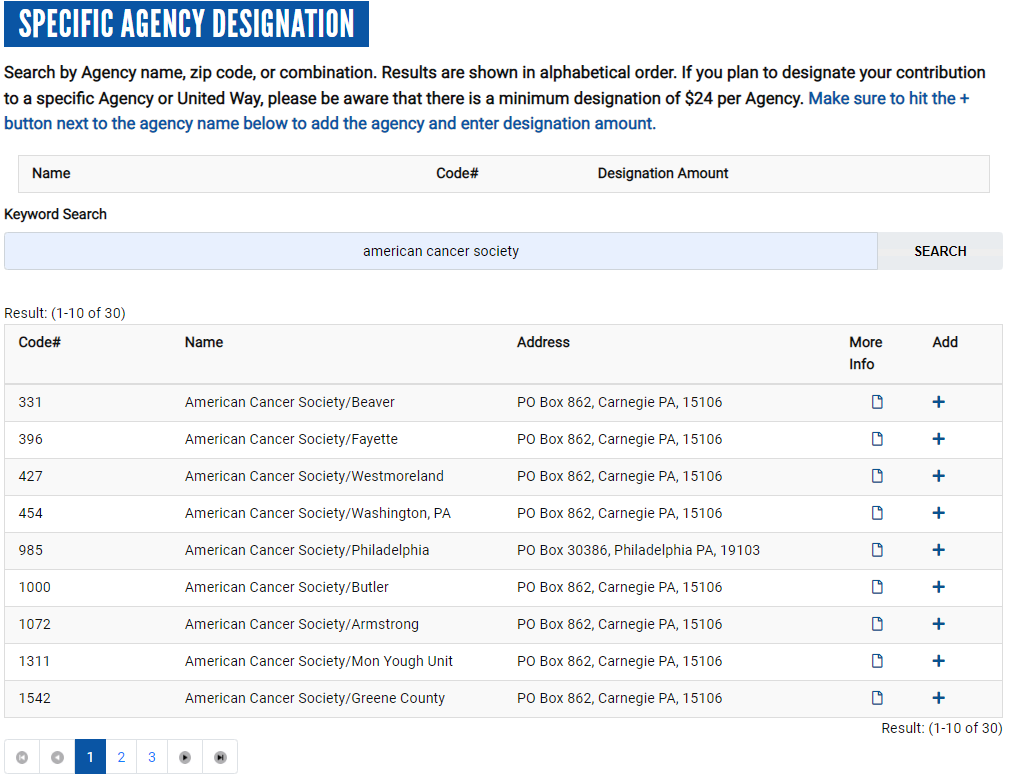 SPECIFIC AGENCY DESIGNATION
Search by Agency name, zip code, or combination. Results are shown in alphabetical order. If you plan to designate your contribution
to a specific Agency or United Way, please be aware that there is a minimum designation of $24 per Agency. Make sure to hit the +
button next to the agency name below to add the agency and enter designation amount.
Name Code# Designation Amount
Keyword Search
american cancer society SEARCH
Result: (1-10 of 30)
Code# Name Address More Info Add
331 American Cancer Society/Beaver PO Box 862, Carnegie PA, 15106
396 American Cancer Society/Fayette PO Box 862, Carnegie PA, 15106
427 American Cancer Society/Westmoreland PO Box 862, Carnegie PA, 15106
454 American Cancer Society/Washington, PA PO Box 862, Carnegie PA, 15106
985 American Cancer Society/Philadelphia PO Box 30386, Philadelphia PA, 19103
1000 American Cancer Society/Butler PO Box 862, Carnegie PA, 15106
1072 American Cancer Society/Armstrong PO Box 862, Carnegie PA, 15106
1311 American Cancer Society/Mon Yough Unit PO Box 862, Carnegie PA, 15106
1542 American Cancer Society/Greene County PO Box 862, Carnegie PA, 15106
Result: (1-10 of 30)
1 2 3